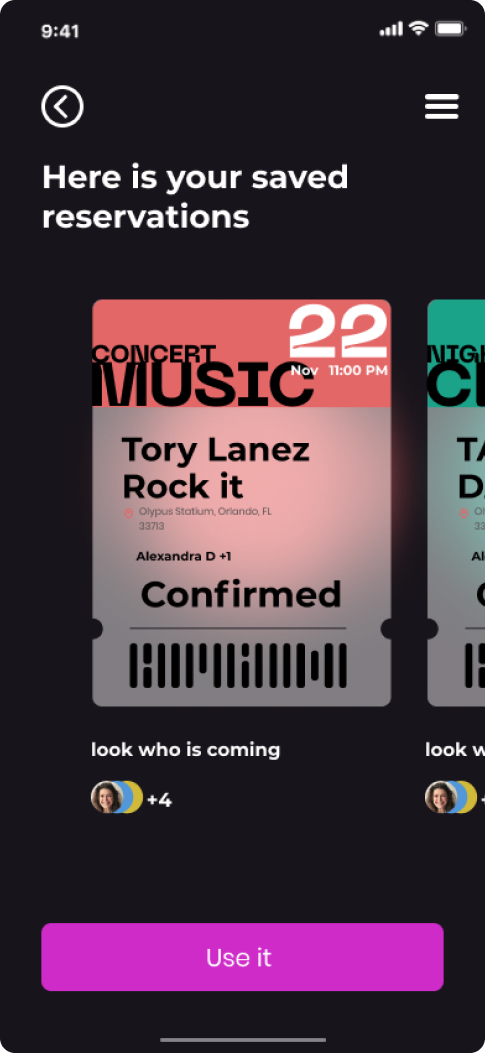 9:41
Here is your saved
reservations
22
Nov 11:00 PM
CONCERT
MUSIC
Tory Lanez
Rock it
Olypus Statium, Orlando, FL
33713
Alexandra D +1
Confirmed
look who is coming
+4
look w
Use it